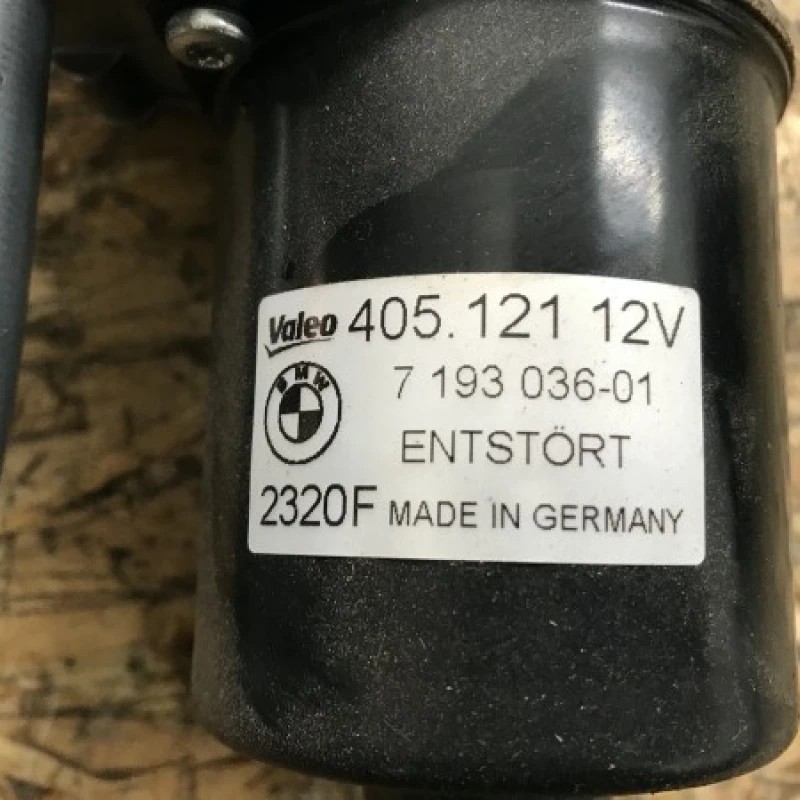 Valeo 405.121 12V
BMW 7 193 036-01
ENTSTÖRT
2320F MADE IN GERMANY